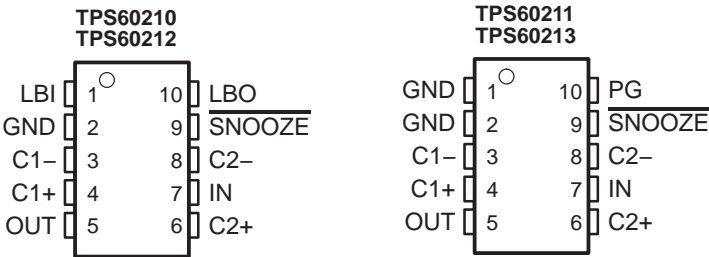 TPS60210
TPS60212
LBI 1 10 LBO
GND 2 9 SNOOZE
C1− 3 8 C2−
C1+ 4 7 IN
OUT 5 6 C2+
TPS60211
TPS60213
GND 1 10 PG
GND 2 9 SNOOZE
C1− 3 8 C2−
C1+ 4 7 IN
OUT 5 6 C2+